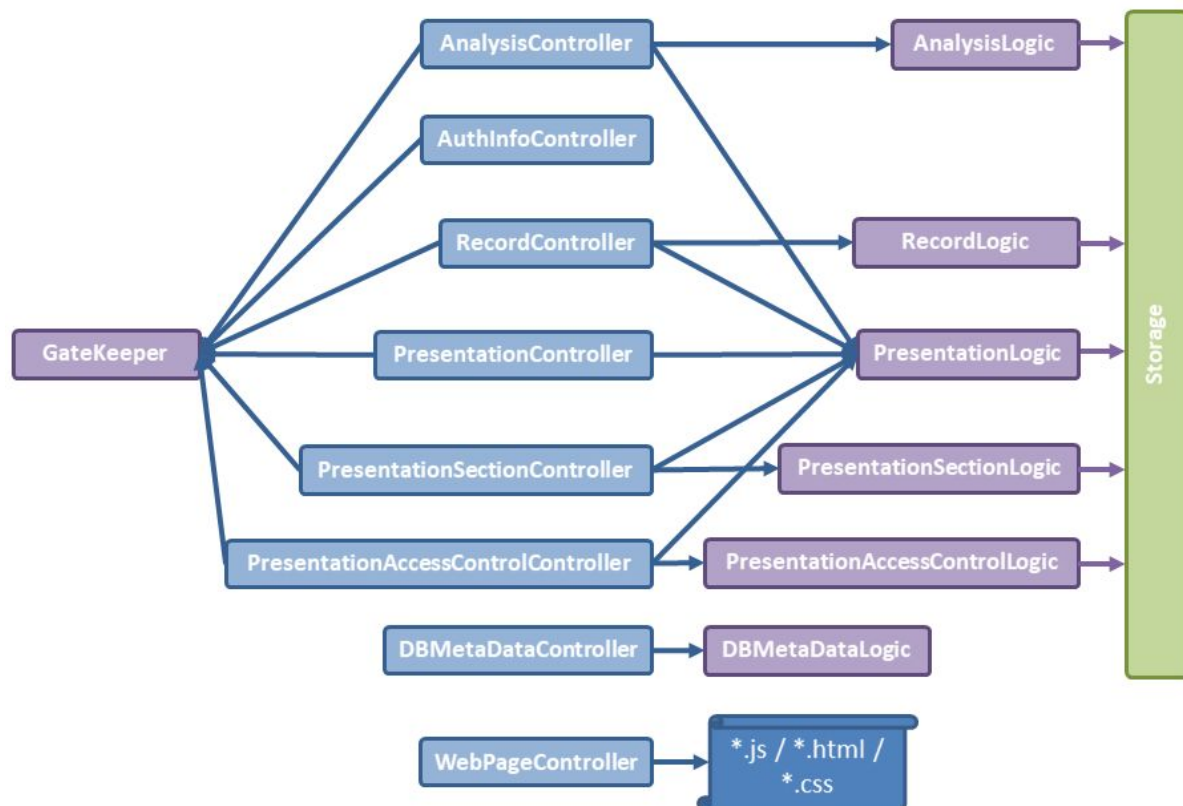 AnalysisController
AnalysisLogic
AuthInfoController
RecordController
RecordLogic
GateKeeper
PresentationController
PresentationLogic
Storage
PresentationSectionController
PresentationSectionLogic
PresentationAccessControlController
PresentationAccessControlLogic
DBMetaDataController
DBMetaDataLogic
WebPageController
*.js / *.html /
*.css